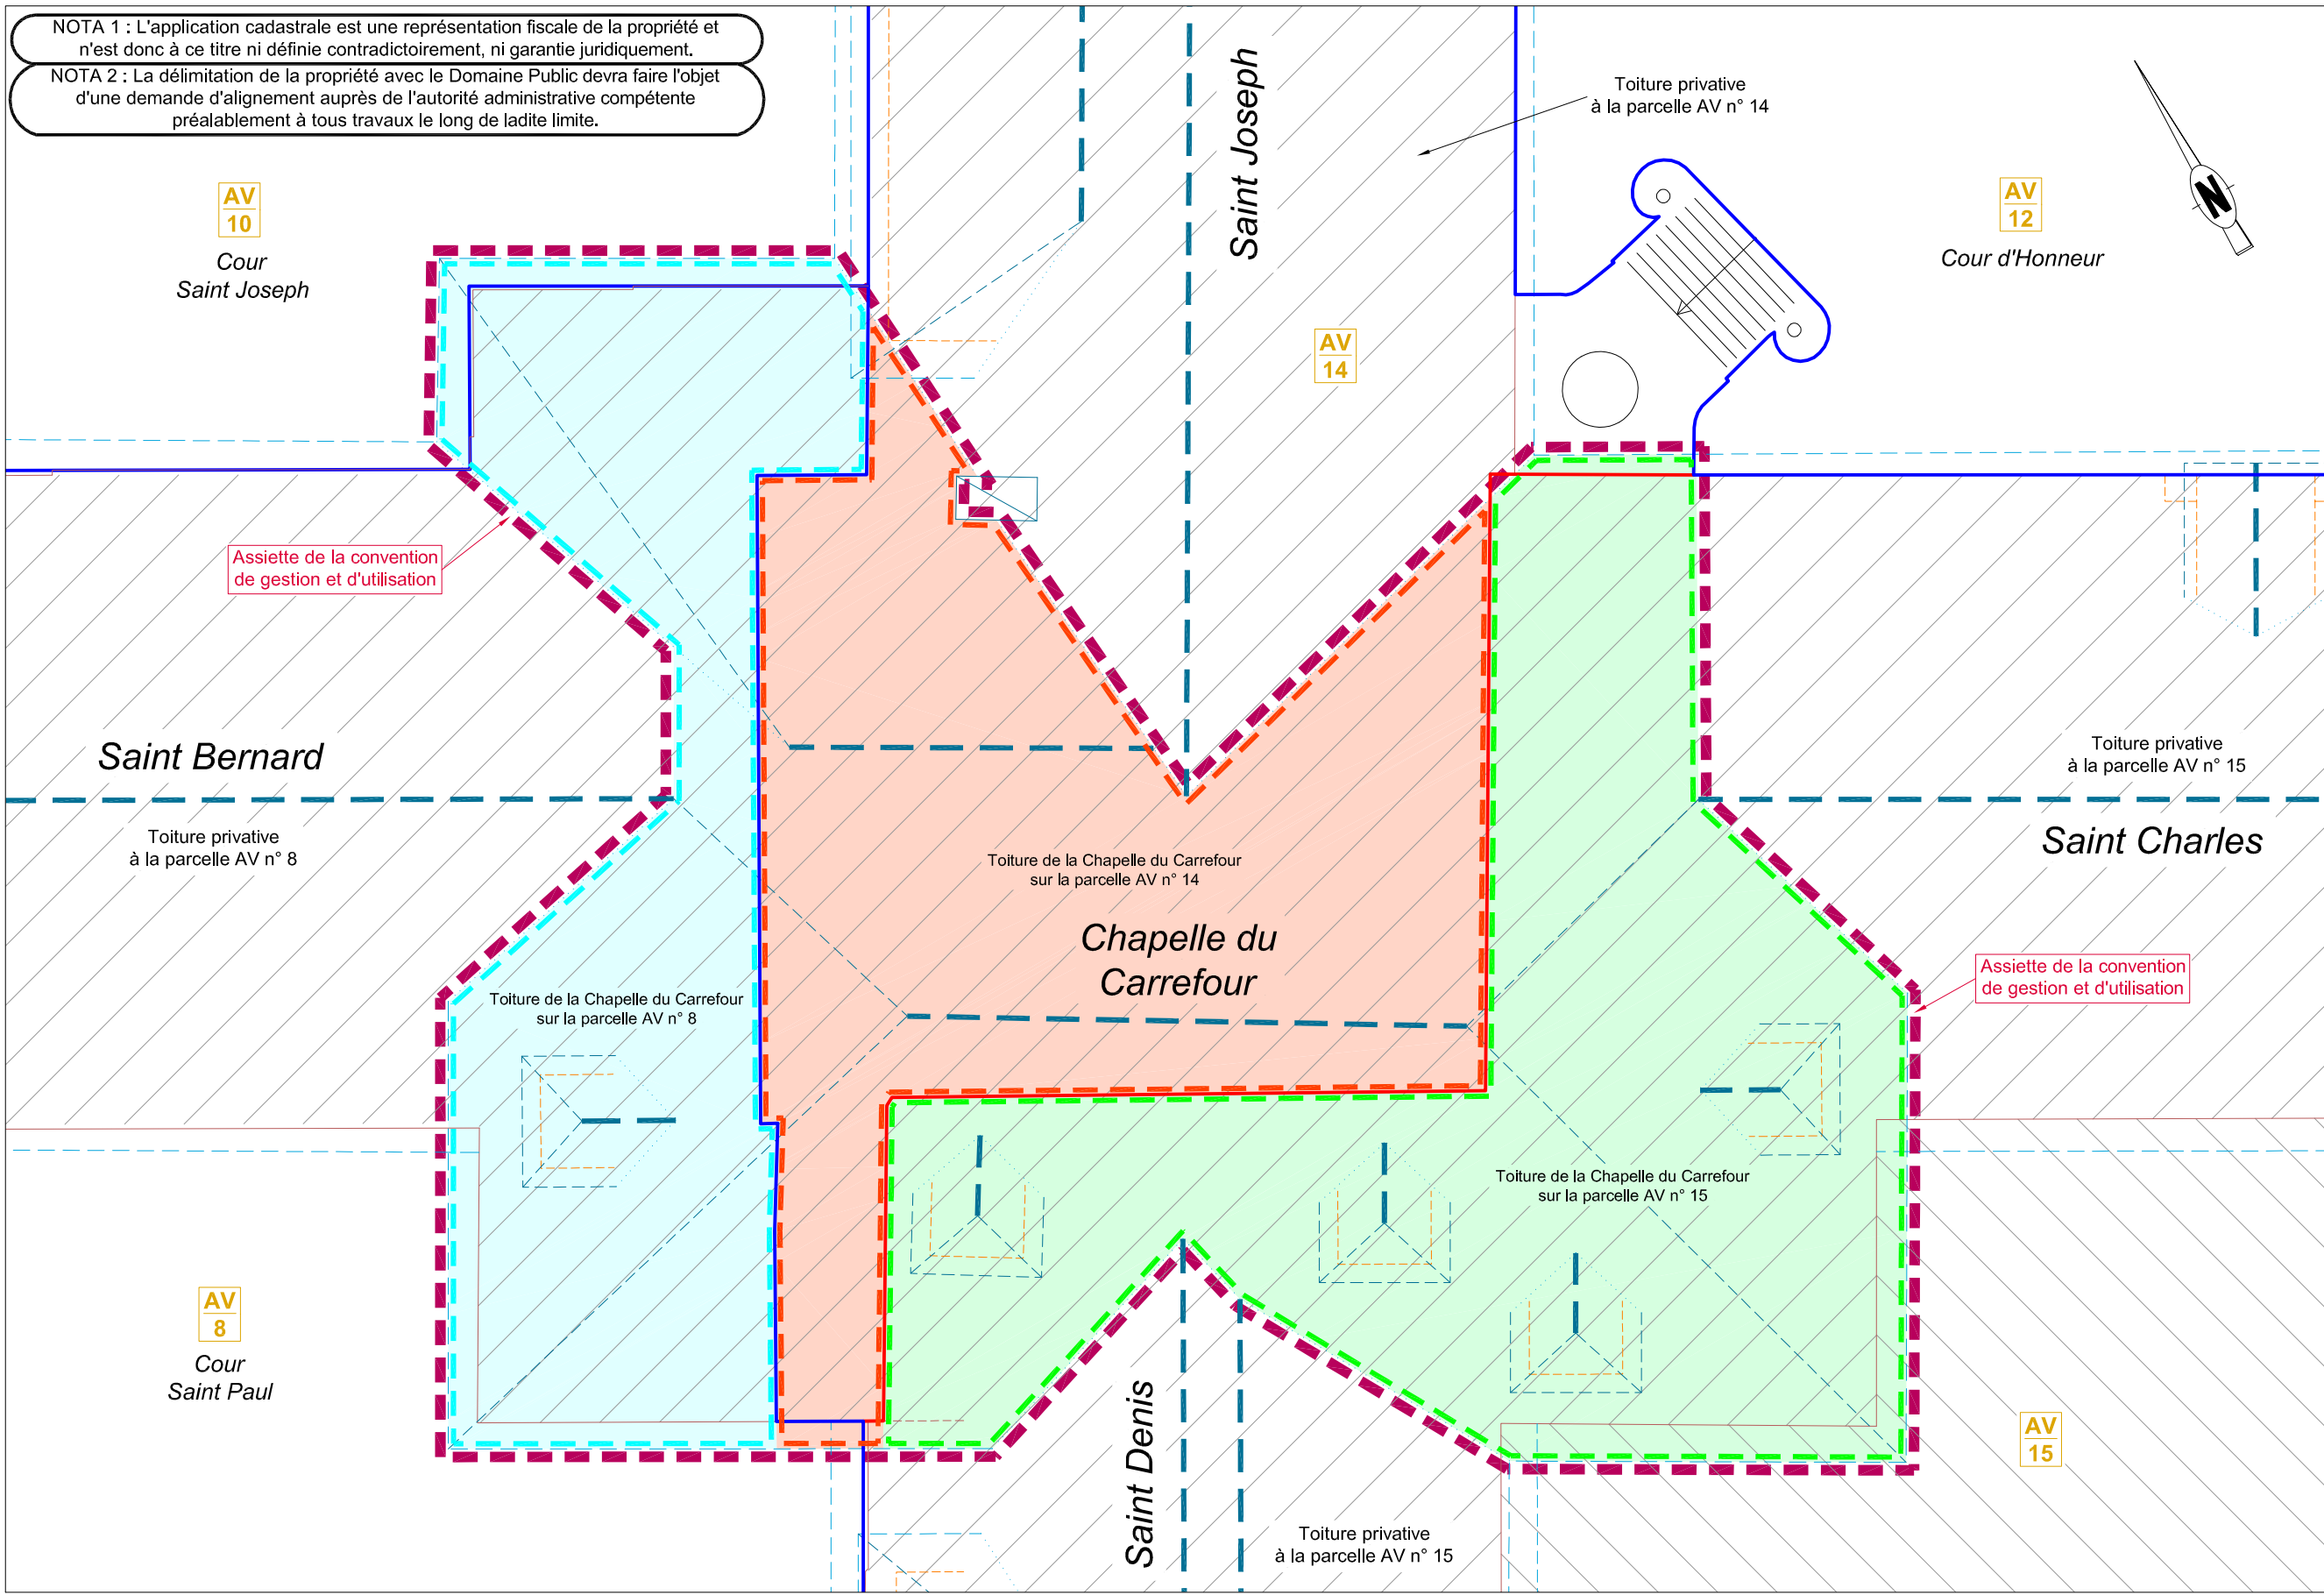 NOTA 1 : L'application cadastrale est une représentation fiscale de la propriété et
n'est donc à ce titre ni définie contradictoirement, ni garantie juridiquement.
NOTA 2 : La délimitation de la propriété avec le Domaine Public devra faire l'objet
d'une demande d'alignement auprès de l'autorité administrative compétente
préalablement à tous travaux le long de ladite limite.
AV
10
Cour
Saint Joseph
Saint Joseph
Toiture privative
à la parcelle AV n° 14
AV
14
AV
12
Cour d'Honneur
N
Assiette de la convention
de gestion et d'utilisation
Saint Bernard
Toiture privative
à la parcelle AV n° 8
Toiture privative
à la parcelle AV n° 15
Saint Charles
Toiture de la Chapelle du Carrefour
sur la parcelle AV n° 14
Chapelle du
Carrefour
Assiette de la convention
de gestion et d'utilisation
Toiture de la Chapelle du Carrefour
sur la parcelle AV n° 8
Toiture de la Chapelle du Carrefour
sur la parcelle AV n° 15
AV
8
Cour
Saint Paul
Saint Denis
Toiture privative
à la parcelle AV n° 15
AV
15